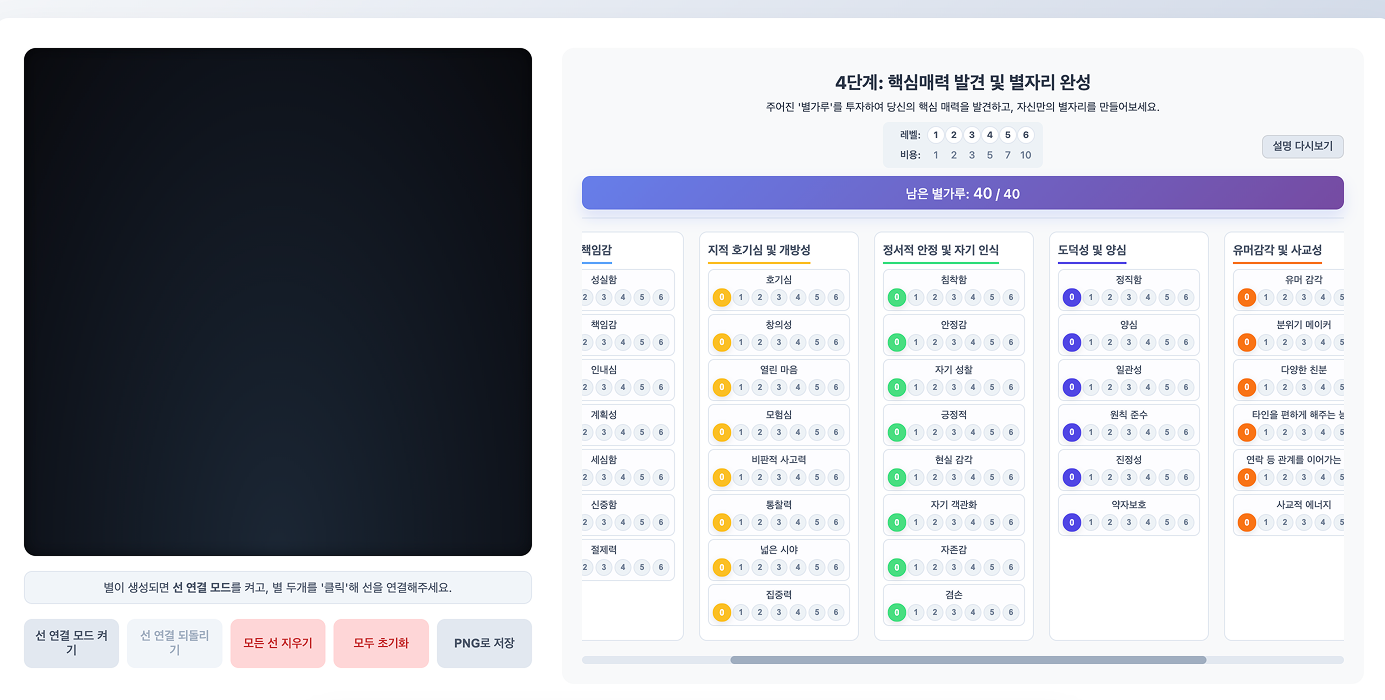 4단계: 핵심매력 발견 및 별자리 완성
주어진 '별가루'를 투자하여 당신의 핵심 매력을 발견하고, 자신만의 별자리를 만들어보세요.
레벨: 1 2 3 4 5 6
비용: 1 2 3 5 7 10
설명 다시보기
남은 별가루: 40 / 40
책임감
성실함
2 3 4 5 6
책임감
2 3 4 5 6
인내심
2 3 4 5 6
계획성
2 3 4 5 6
세심함
2 3 4 5 6
신중함
2 3 4 5 6
절제력
2 3 4 5 6
지적 호기심 및 개방성
호기심
0 1 2 3 4 5 6
창의성
0 1 2 3 4 5 6
열린 마음
0 1 2 3 4 5 6
모험심
0 1 2 3 4 5 6
비판적 사고력
0 1 2 3 4 5 6
통찰력
0 1 2 3 4 5 6
넓은 시야
0 1 2 3 4 5 6
집중력
0 1 2 3 4 5 6
정서적 안정 및 자기 인식
침착함
0 1 2 3 4 5 6
안정감
0 1 2 3 4 5 6
자기 성찰
0 1 2 3 4 5 6
긍정적
0 1 2 3 4 5 6
현실 감각
0 1 2 3 4 5 6
자기 객관화
0 1 2 3 4 5 6
자존감
0 1 2 3 4 5 6
겸손
0 1 2 3 4 5 6
도덕성 및 양심
정직함
0 1 2 3 4 5 6
양심
0 1 2 3 4 5 6
일관성
0 1 2 3 4 5 6
원칙 준수
0 1 2 3 4 5 6
진정성
0 1 2 3 4 5 6
약자보호
0 1 2 3 4 5 6
유머감각 및 사교성
유머 감각
0 1 2 3 4 5
분위기 메이커
0 1 2 3 4 5
다양한 친분
0 1 2 3 4 5
타인을 편하게 해주는
0 1 2 3 4 5
연락 등 관계를 이어가는
0 1 2 3 4 5
사교적 에너지
0 1 2 3 4 5
별이 생성되면 선 연결 모드를 켜고, 별 두개를 '클릭'해 선을 연결해주세요.
선 연결 모드 켜
기
선 연결 되돌리
기
모든 선 지우기
모두 초기화
PNG로 저장